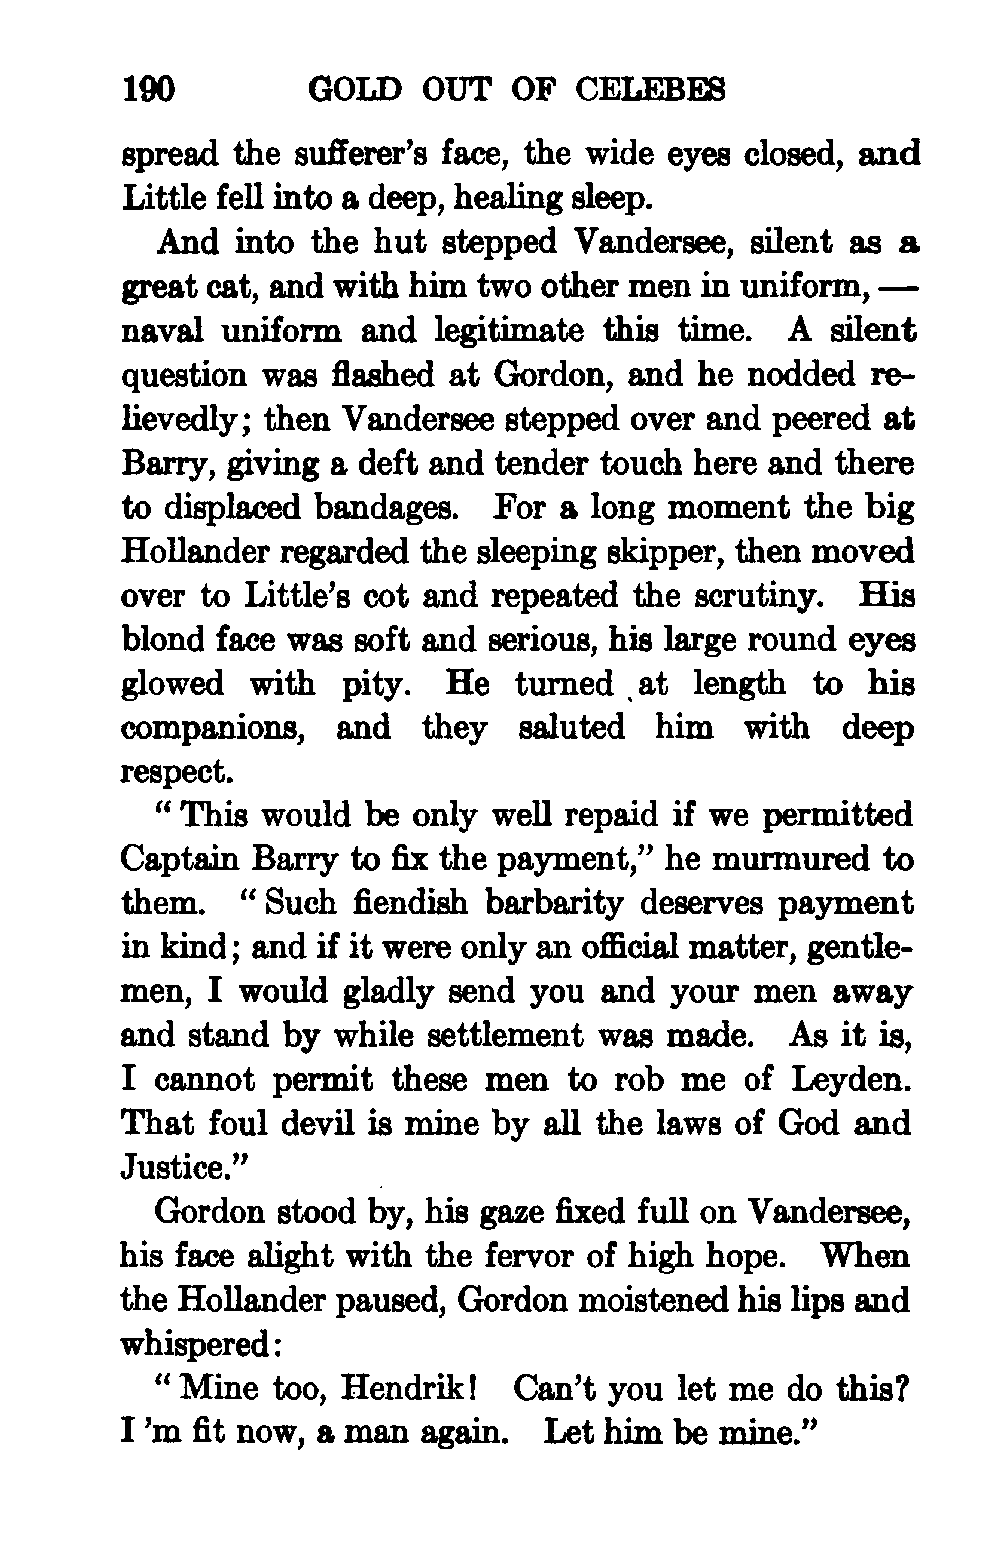 190 GOLD OUT OF CELEBES
spread the sufferer's face, the wide eyes closed, and
Little fell into a deep, healing sleep.
And into the hut stepped Vandersee, silent as a
great cat, and with him two other men in uniform, —
naval uniform and legitimate this time. A silent
question was flashed at Gordon, and he nodded re-
lievedly; then Vandersee stepped over and peered at
Barry, giving a deft and tender touch here and there
to displaced bandages. For a long moment the big
Hollander regarded the sleeping skipper, then moved
over to Little's cot and repeated the scrutiny. His
blond face was soft and serious, his large round eyes
glowed with pity. He turned at length to his
companions, and they saluted him with deep
respect.
"This would be only well repaid if we permitted
Captain Barry to fix the payment," he murmured to
them. "Such fiendish barbarity deserves payment
in kind; and if it were only an official matter, gentle-
men, I would gladly send you and your men away
and stand by while settlement was made. As it is,
I cannot permit these men to rob me of Leyden.
That foul devil is mine by all the laws of God and
Justice."
Gordon stood by, his gaze fixed full on Vandersee,
his face alight with the fervor of high hope. When
the Hollander paused, Gordon moistened his lips and
whispered:
"Mine too, Hendrik! Can't you let me do this?
I'm fit now, a man again. Let him be mine."